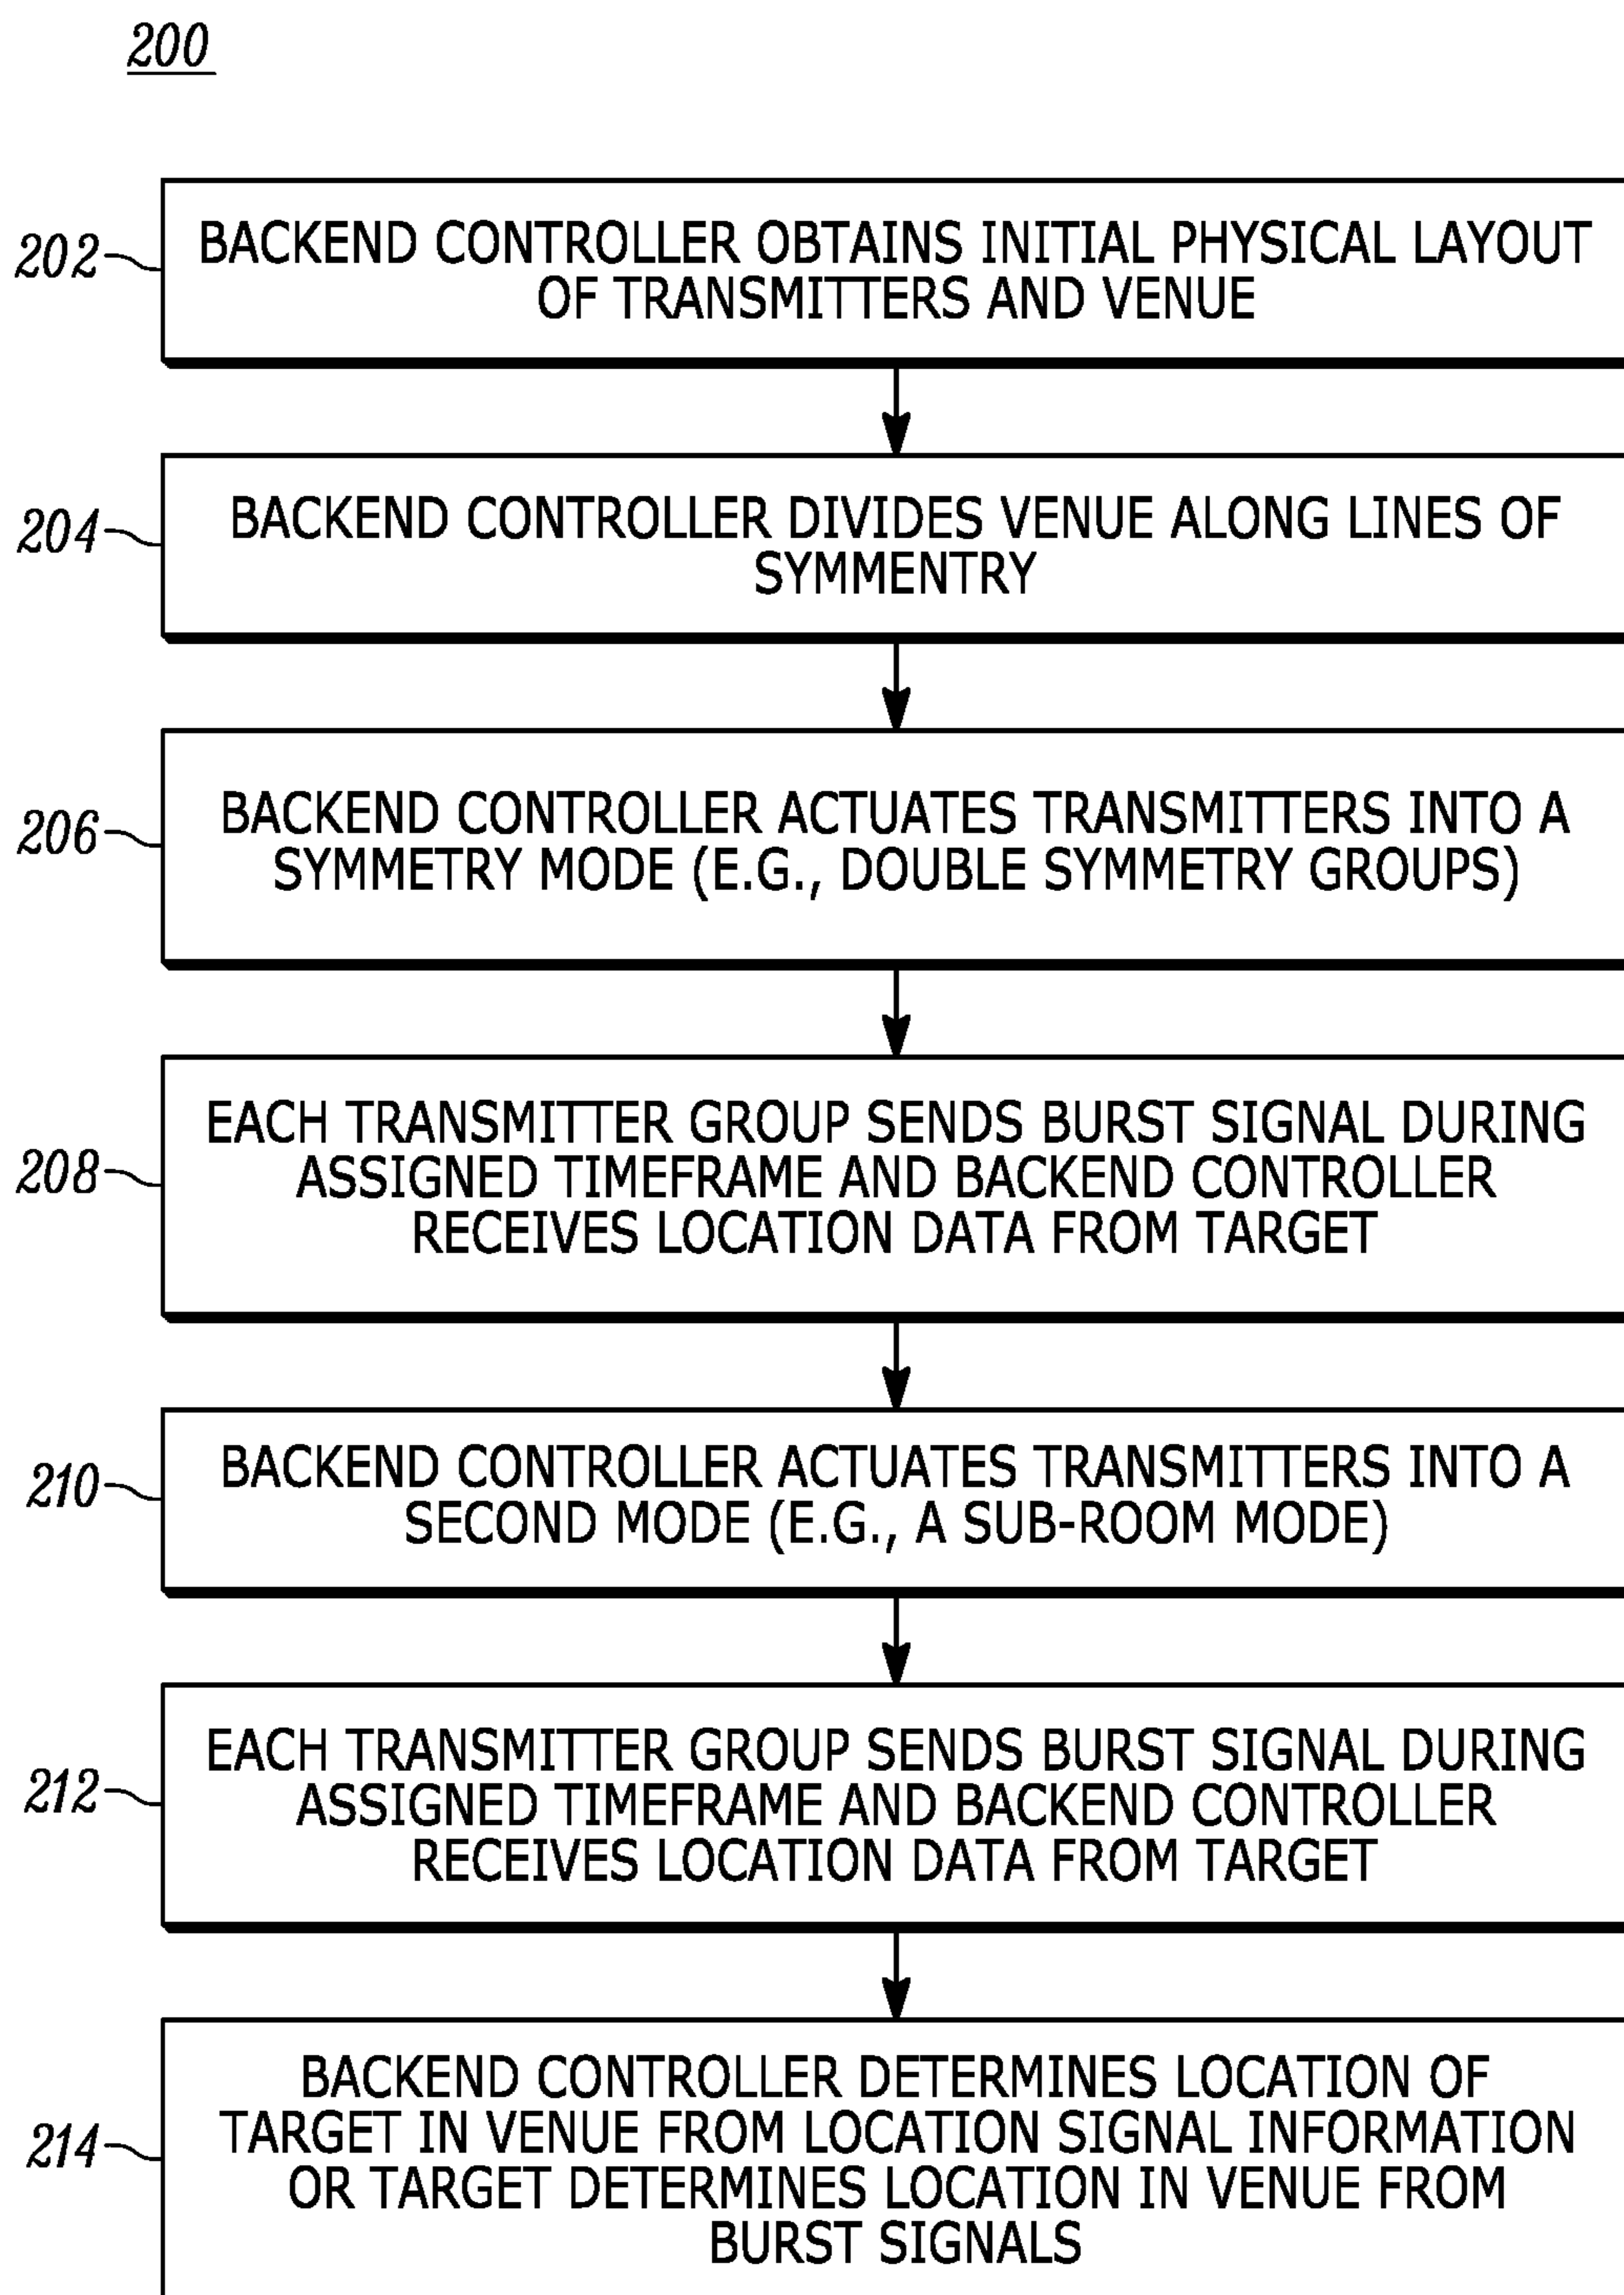 200
202
BACKEND CONTROLLER OBTAINS INITIAL PHYSICAL LAYOUT
OF TRANSMITTERS AND VENUE
204
BACKEND CONTROLLER DIVIDES VENUE ALONG LINES OF
SYMMENTRY
206
BACKEND CONTROLLER ACTUATES TRANSMITTERS INTO A
SYMMETRY MODE (E.G., DOUBLE SYMMETRY GROUPS)
208
EACH TRANSMITTER GROUP SENDS BURST SIGNAL DURING
ASSIGNED TIMEFRAME AND BACKEND CONTROLLER
RECEIVES LOCATION DATA FROM TARGET
210
BACKEND CONTROLLER ACTUATES TRANSMITTERS INTO A
SECOND MODE (E.G., A SUB-ROOM MODE)
212
EACH TRANSMITTER GROUP SENDS BURST SIGNAL DURING
ASSIGNED TIMEFRAME AND BACKEND CONTROLLER
RECEIVES LOCATION DATA FROM TARGET
214
BACKEND CONTROLLER DETERMINES LOCATION OF
TARGET IN VENUE FROM LOCATION SIGNAL INFORMATION
OR TARGET DETERMINES LOCATION IN VENUE FROM
BURST SIGNALS